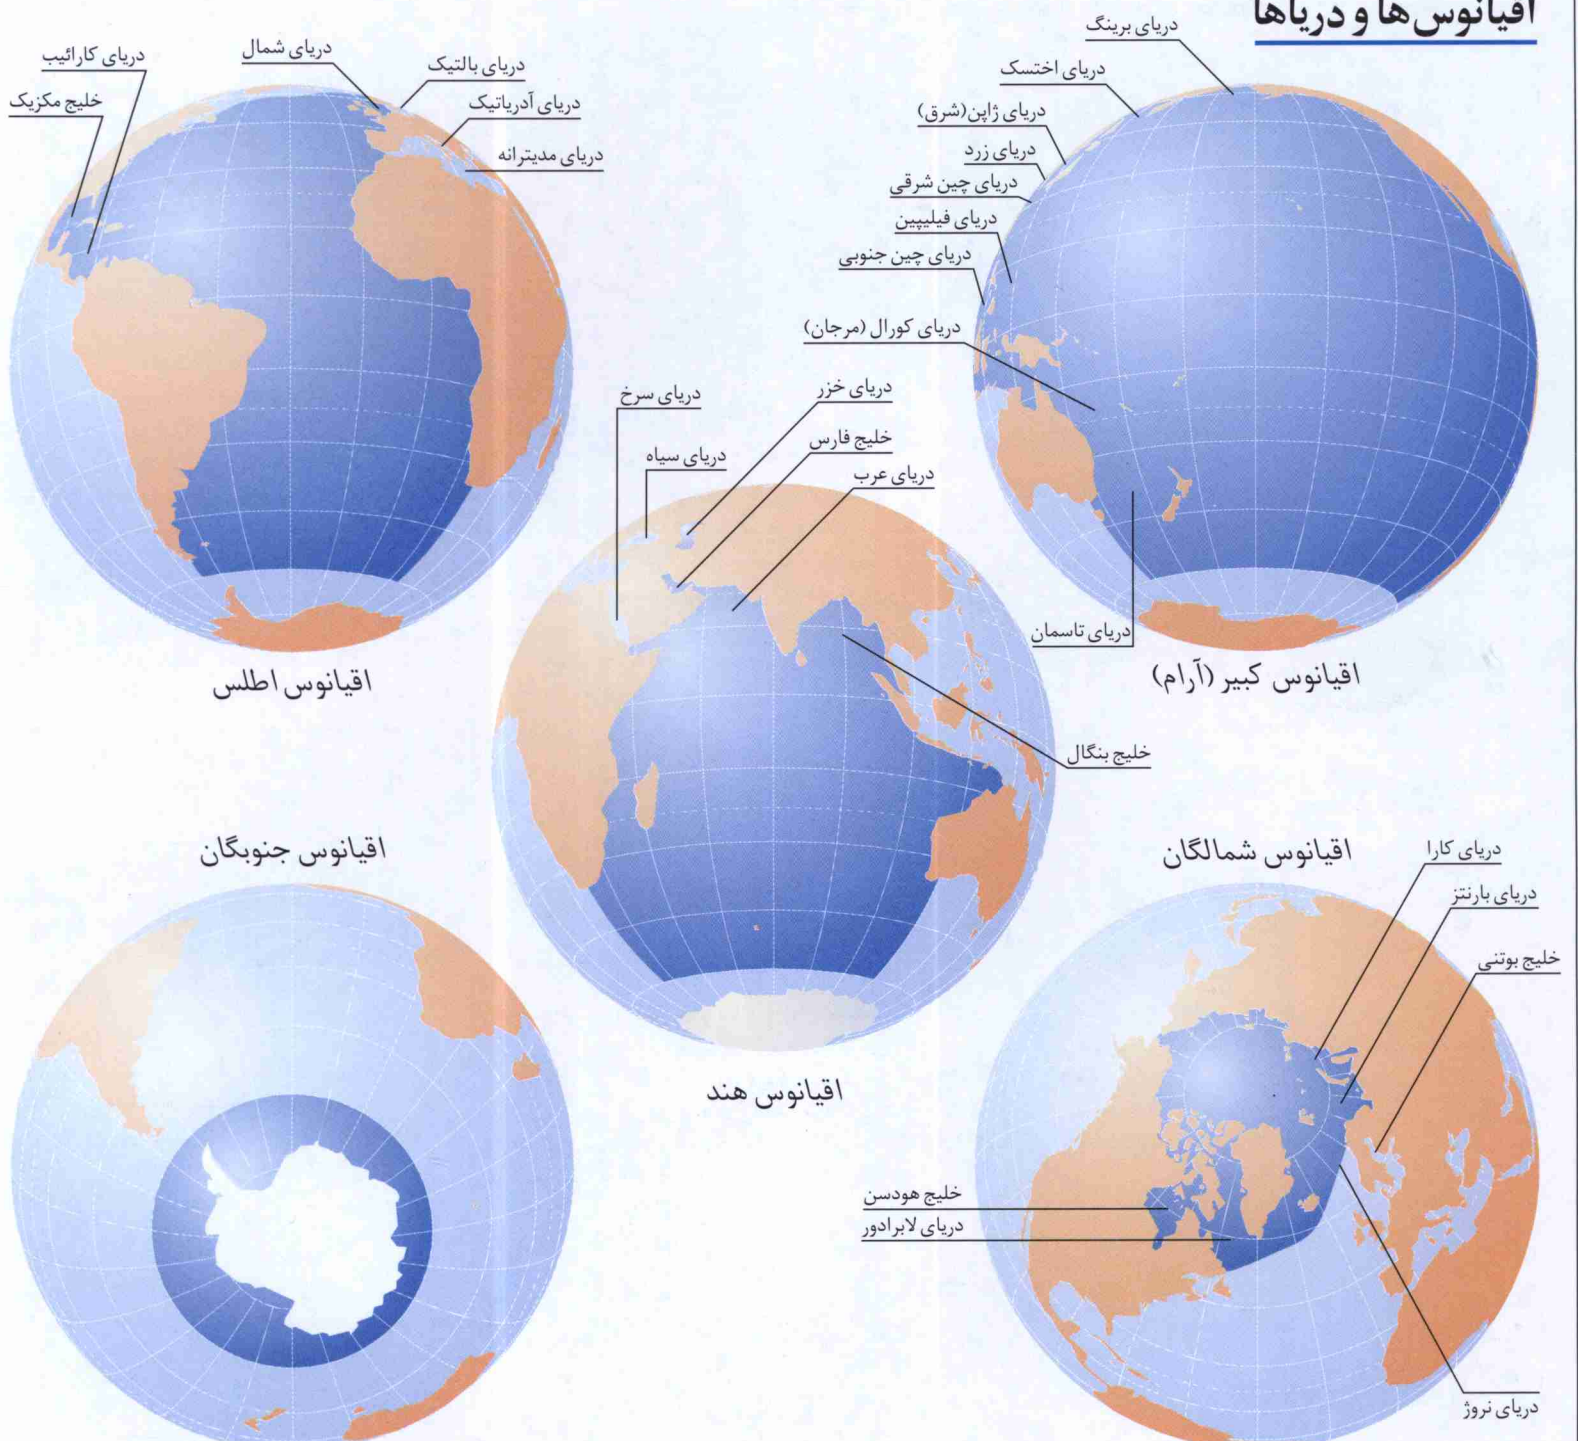 اقیانوس‌ها و دریاها
دریای برینگ
دریای اختسک
دریای ژاپن(شرق)
دریای زرد
دریای چین شرقی
دریای فیلیپین
دریای چین جنوبی
دریای کورال (مرجان)
دریای تاسمان
اقیانوس کبیر (آرام)
دریای کارائیب
خلیج مکزیک
دریای شمال
دریای بالتیک
دریای آدریاتیک
دریای مدیترانه
اقیانوس اطلس
دریای سرخ
دریای سیاه
دریای خزر
خلیج فارس
دریای عرب
خلیج بنگال
اقیانوس هند
اقیانوس شمالگان
دریای کارا
دریای بارنتز
خلیج بوتنی
خلیج هودسن
دریای لابرادور
دریای نروژ
اقیانوس جنوبگان